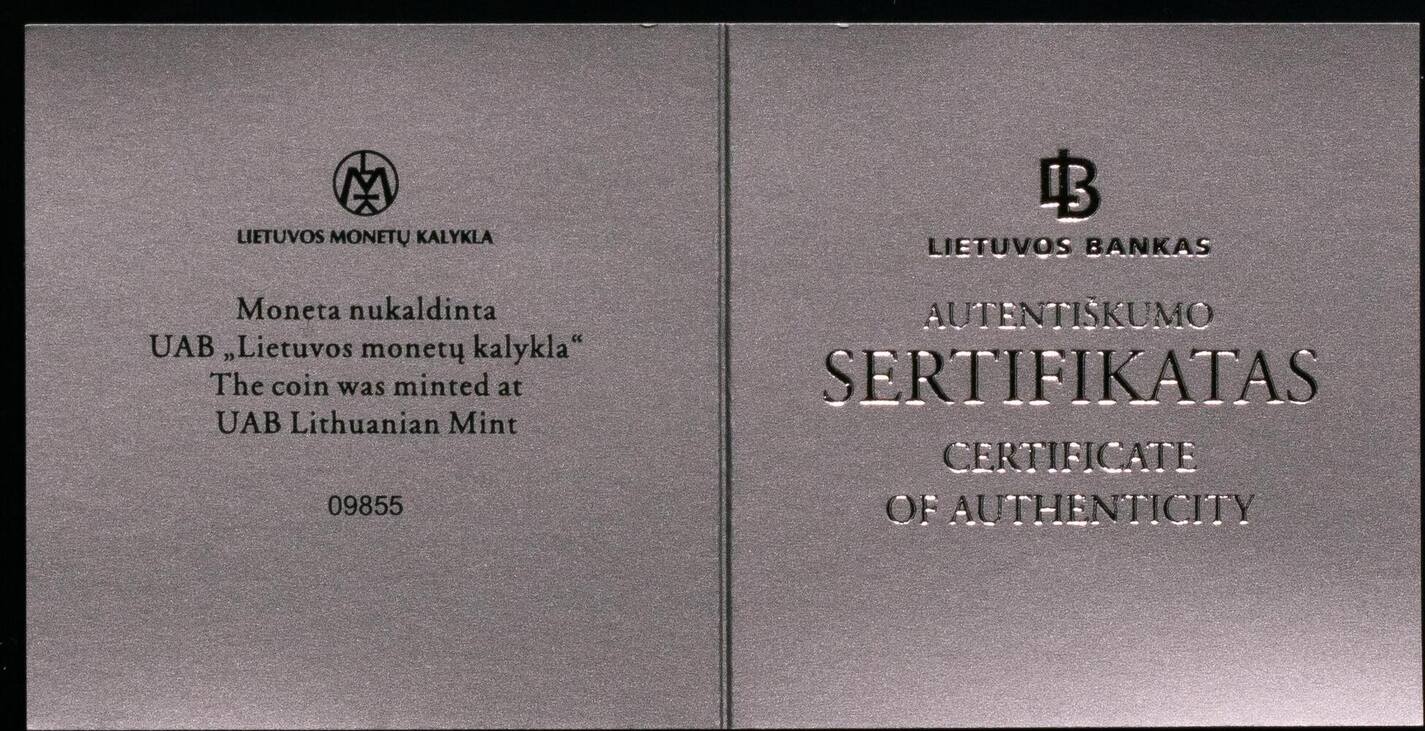 LIETUVOS MONETŲ KALYKLA
Moneta nukaldinta
UAB „Lietuvos monetų kalykla“
The coin was minted at
UAB Lithuanian Mint
09855
LB
LIETUVOS BANKAS
AUTENTIŠKUMO
SERTIFIKATAS
CERTIFICATE
OF AUTHENTICITY